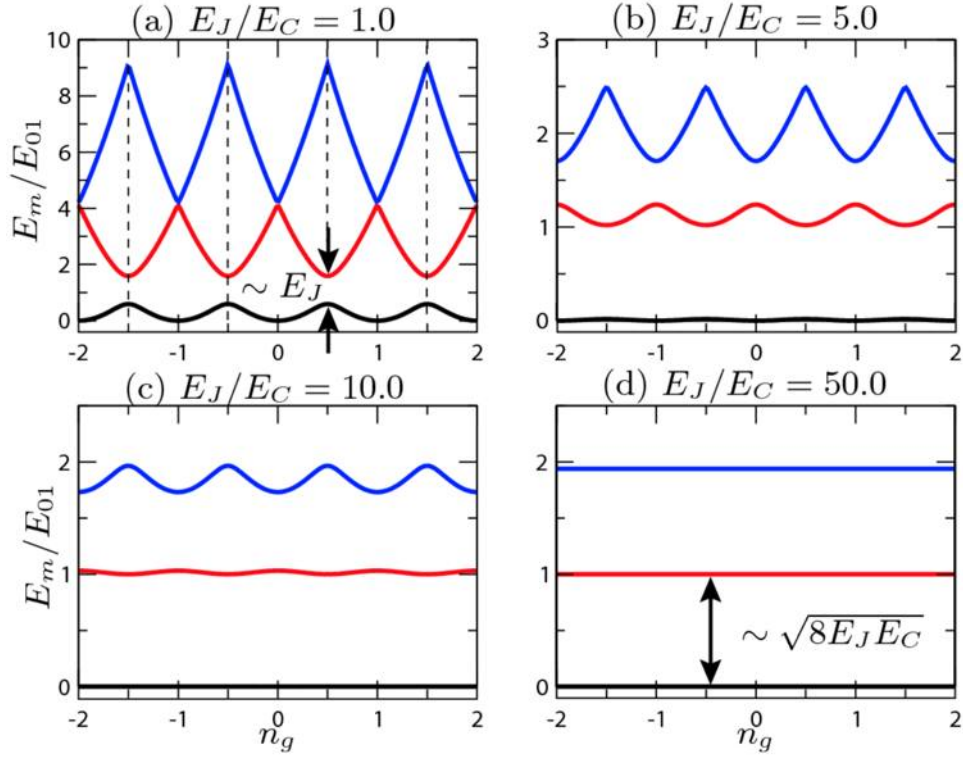 (a) E_J/E_C = 1.0
(b) E_J/E_C = 5.0
E_m/E_01
10
8
6
4
2
0
∼ E_J
-2 -1 0 1 2
3
2
1
0
-2 -1 0 1 2
(c) E_J/E_C = 10.0
(d) E_J/E_C = 50.0
E_m/E_01
2
1
0
-2 -1 0 1 2
n_g
2
1
0
∼ √8E_JE_C
-2 -1 0 1 2
n_g